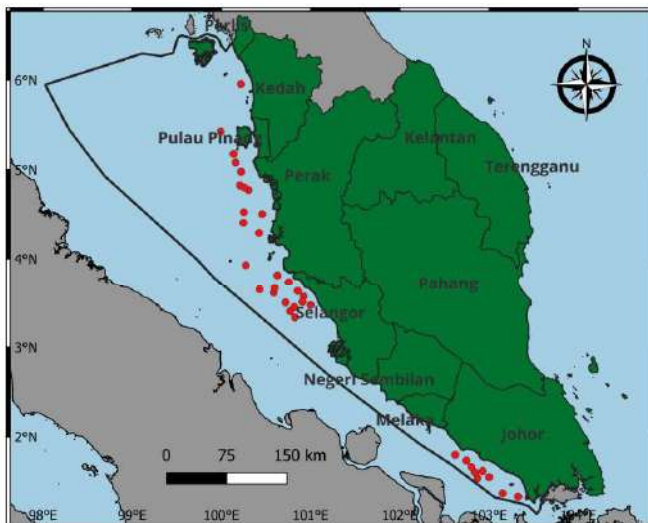 Perlis
N
6°N
Kedah
Pulau Pinang
Kelantan
5°N
Perak
Terengganu
4°N
Pahang
Selangor
3°N
Negeri Sembilan
Melaka
2°N
Johor
0 75 150 km
98°E 99°E 100°E 101°E 102°E 103°E 104°E